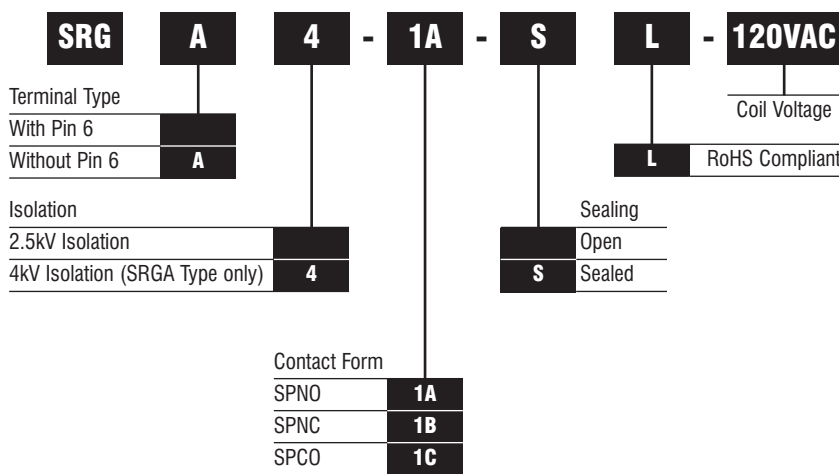 SRG A 4 - 1A - S L - 120VAC
Terminal Type
With Pin 6
Without Pin 6 A
Coil Voltage
L RoHS Compliant
Isolation
2.5kV Isolation
4kV Isolation (SRGA Type only) 4
Sealing
Open
S Sealed
Contact Form
SPNO 1A
SPNC 1B
SPCO 1C